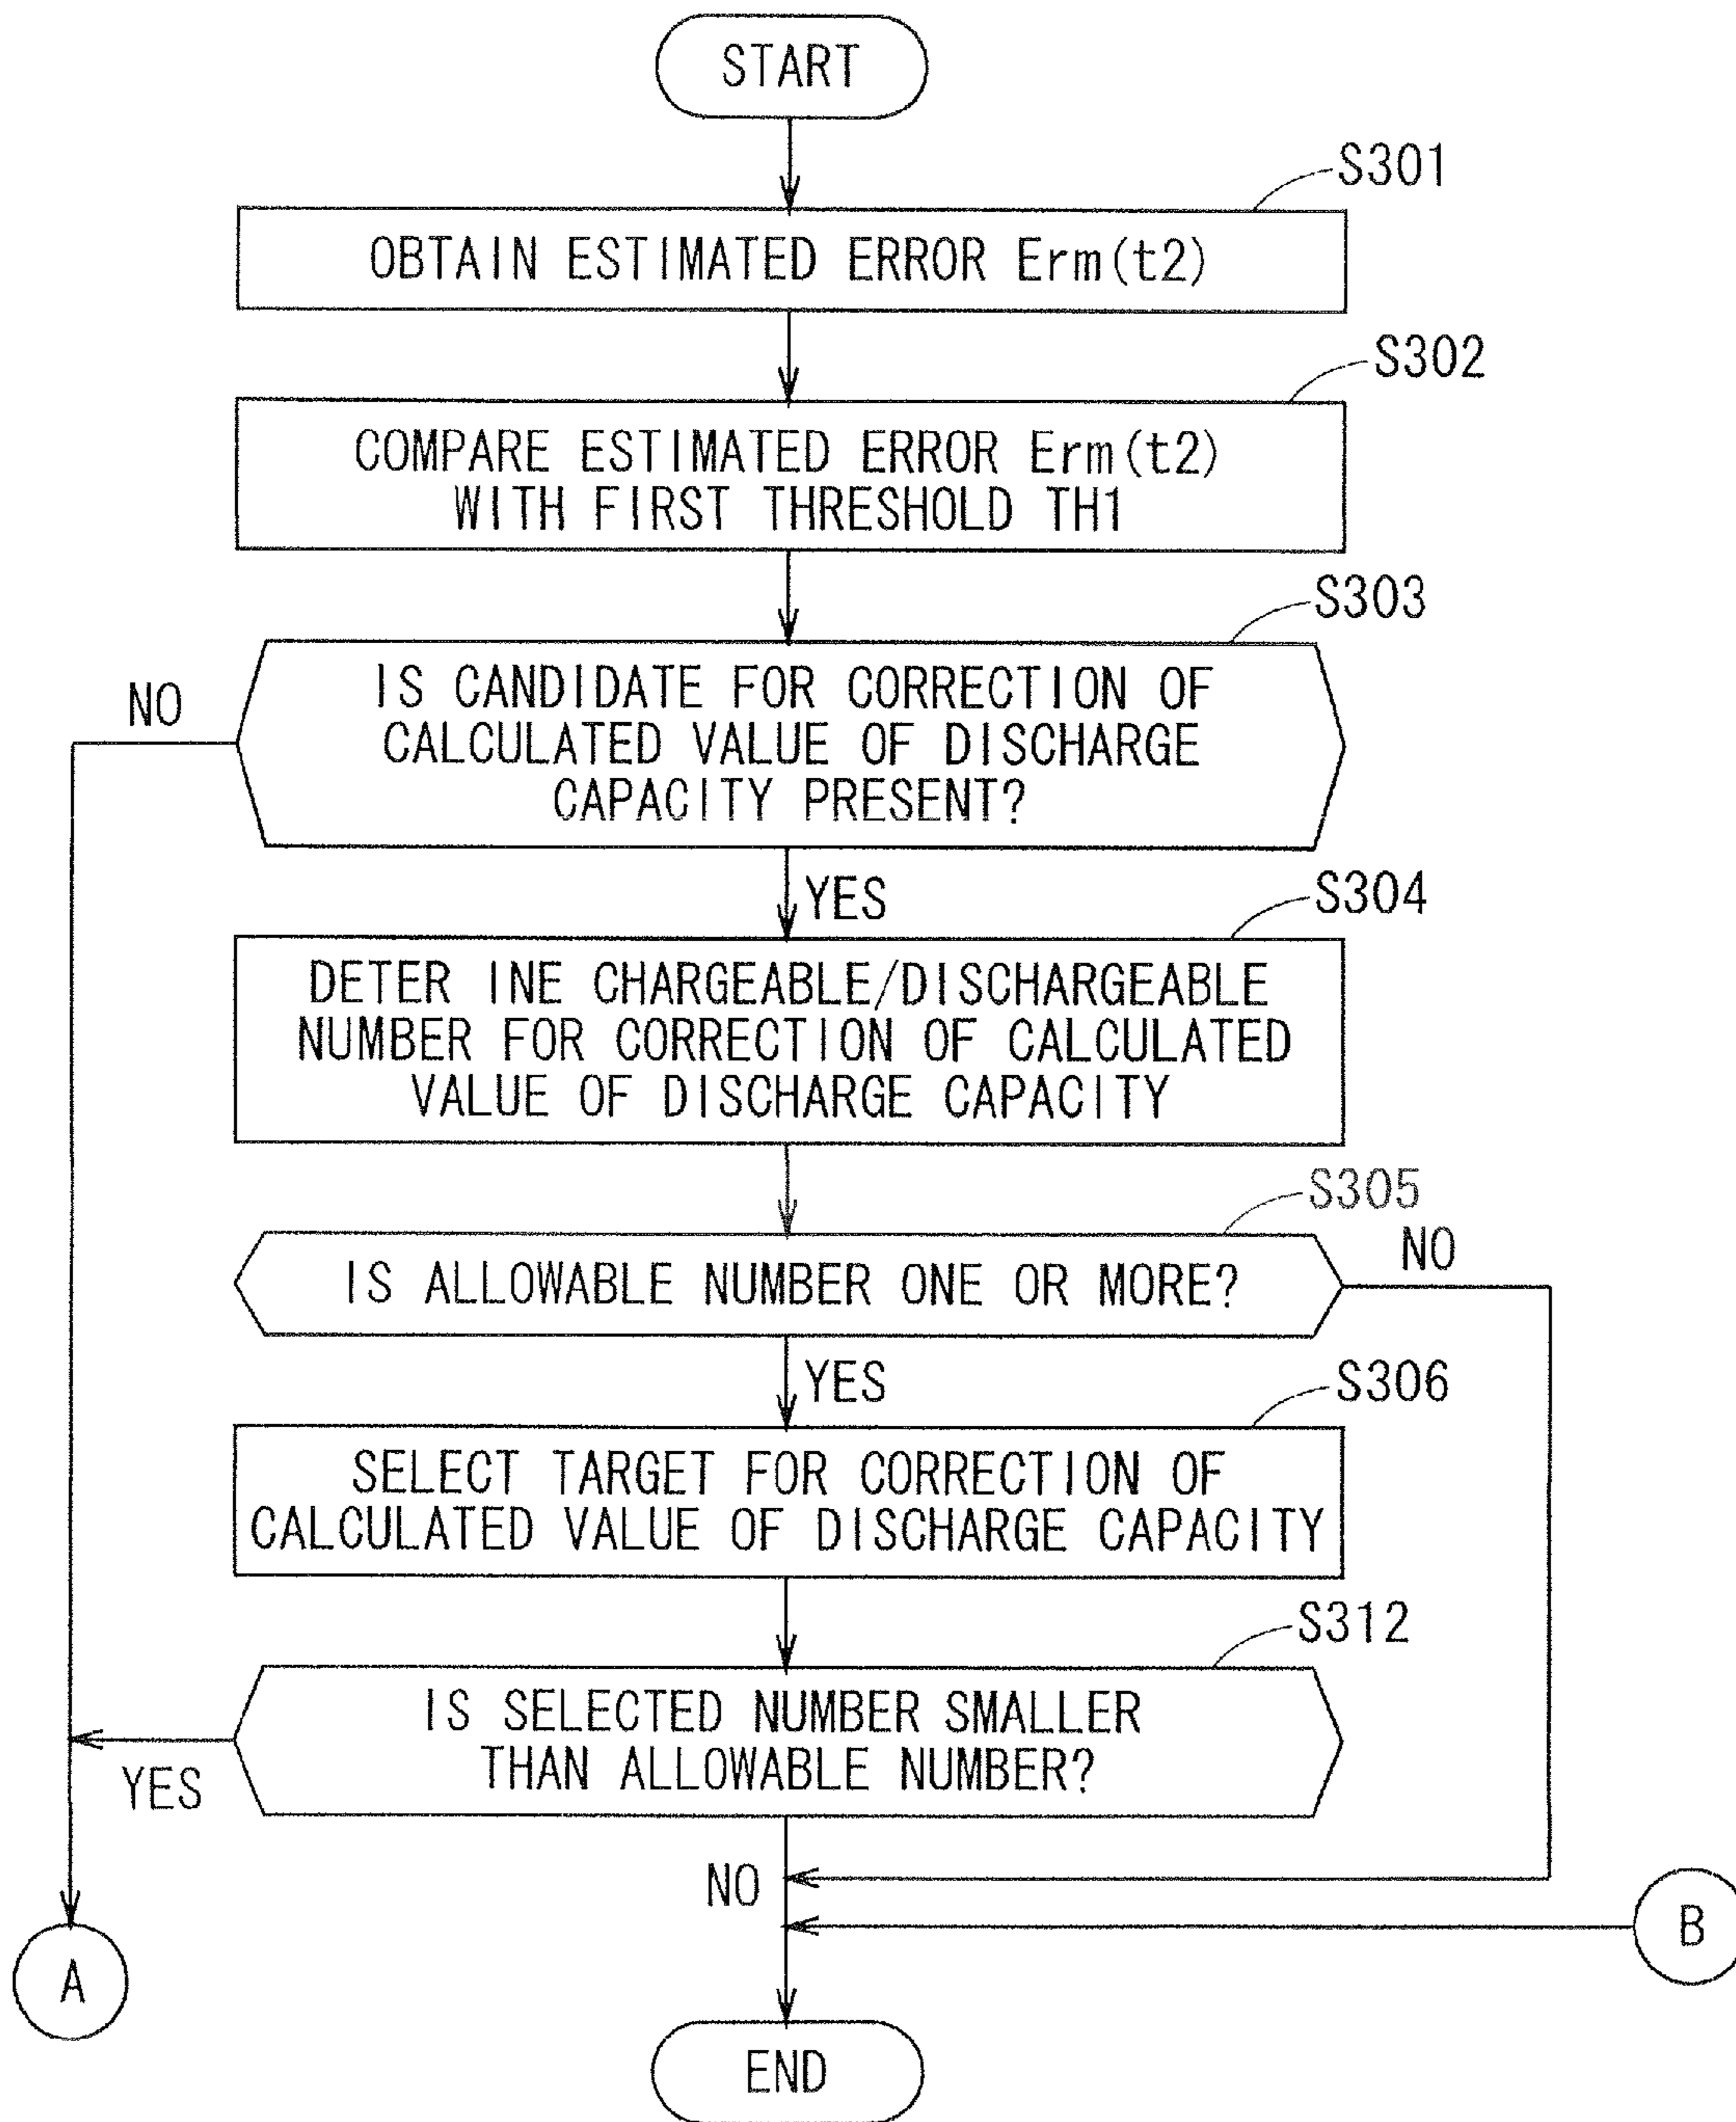 START
S301
OBTAIN ESTIMATED ERROR Erm(t2)
S302
COMPARE ESTIMATED ERROR Erm(t2)
WITH FIRST THRESHOLD TH1
S303
NO
IS CANDIDATE FOR CORRECTION OF
CALCULATED VALUE OF DISCHARGE
CAPACITY PRESENT?
YES
S304
DETER INE CHARGEABLE/DISCHARGEABLE
NUMBER FOR CORRECTION OF CALCULATED
VALUE OF DISCHARGE CAPACITY
S305
NO
IS ALLOWABLE NUMBER ONE OR MORE?
YES
S306
SELECT TARGET FOR CORRECTION OF
CALCULATED VALUE OF DISCHARGE CAPACITY
S312
IS SELECTED NUMBER SMALLER
THAN ALLOWABLE NUMBER?
YES
NO
B
A
END